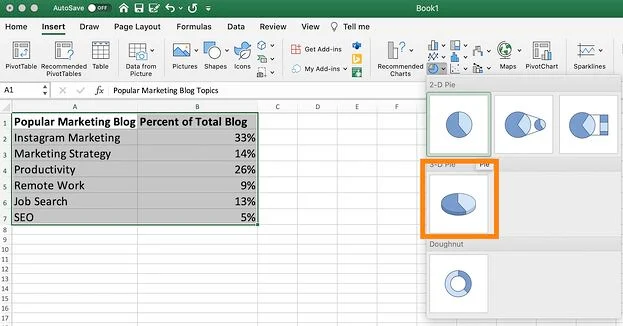 AutoSave OFF Book1
Home Insert Draw Page Layout Formulas Data Review View Tell me
PivotTable Recommended PivotTables Table Data from Picture Pictures Shapes Icons Get Add-ins My Add-ins Recommended Charts Maps PivotChart Sparklines
A1 fx Popular Marketing Blog Topics
2-D Pie
A B C D E F G
1 Popular Marketing Blog Percent of Total Blog
2 Instagram Marketing 33%
3 Marketing Strategy 14%
4 Productivity 26%
5 Remote Work 9%
6 Job Search 13%
7 SEO 5%
8
9
10
11
12
13
14
15
16
17
3-D Pie Pie
Doughnut